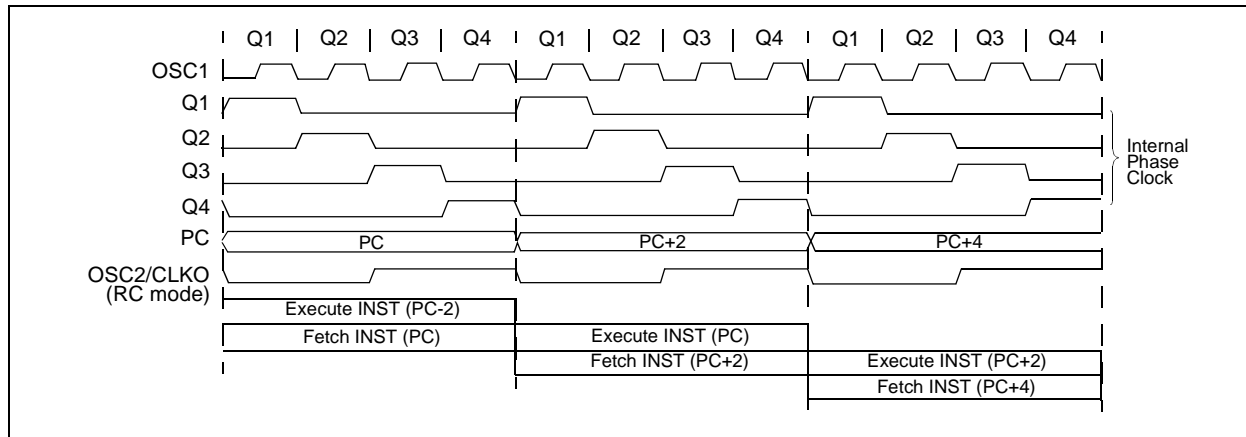 Q1 Q2 Q3 Q4 Q1 Q2 Q3 Q4 Q1 Q2 Q3 Q4
OSC1
Q1
Q2
Q3
Q4
Internal
Phase
Clock
PC PC PC+2 PC+4
OSC2/CLKO
(RC mode)
Execute INST (PC-2)
Fetch INST (PC) Execute INST (PC)
Fetch INST (PC+2) Execute INST (PC+2)
Fetch INST (PC+4)